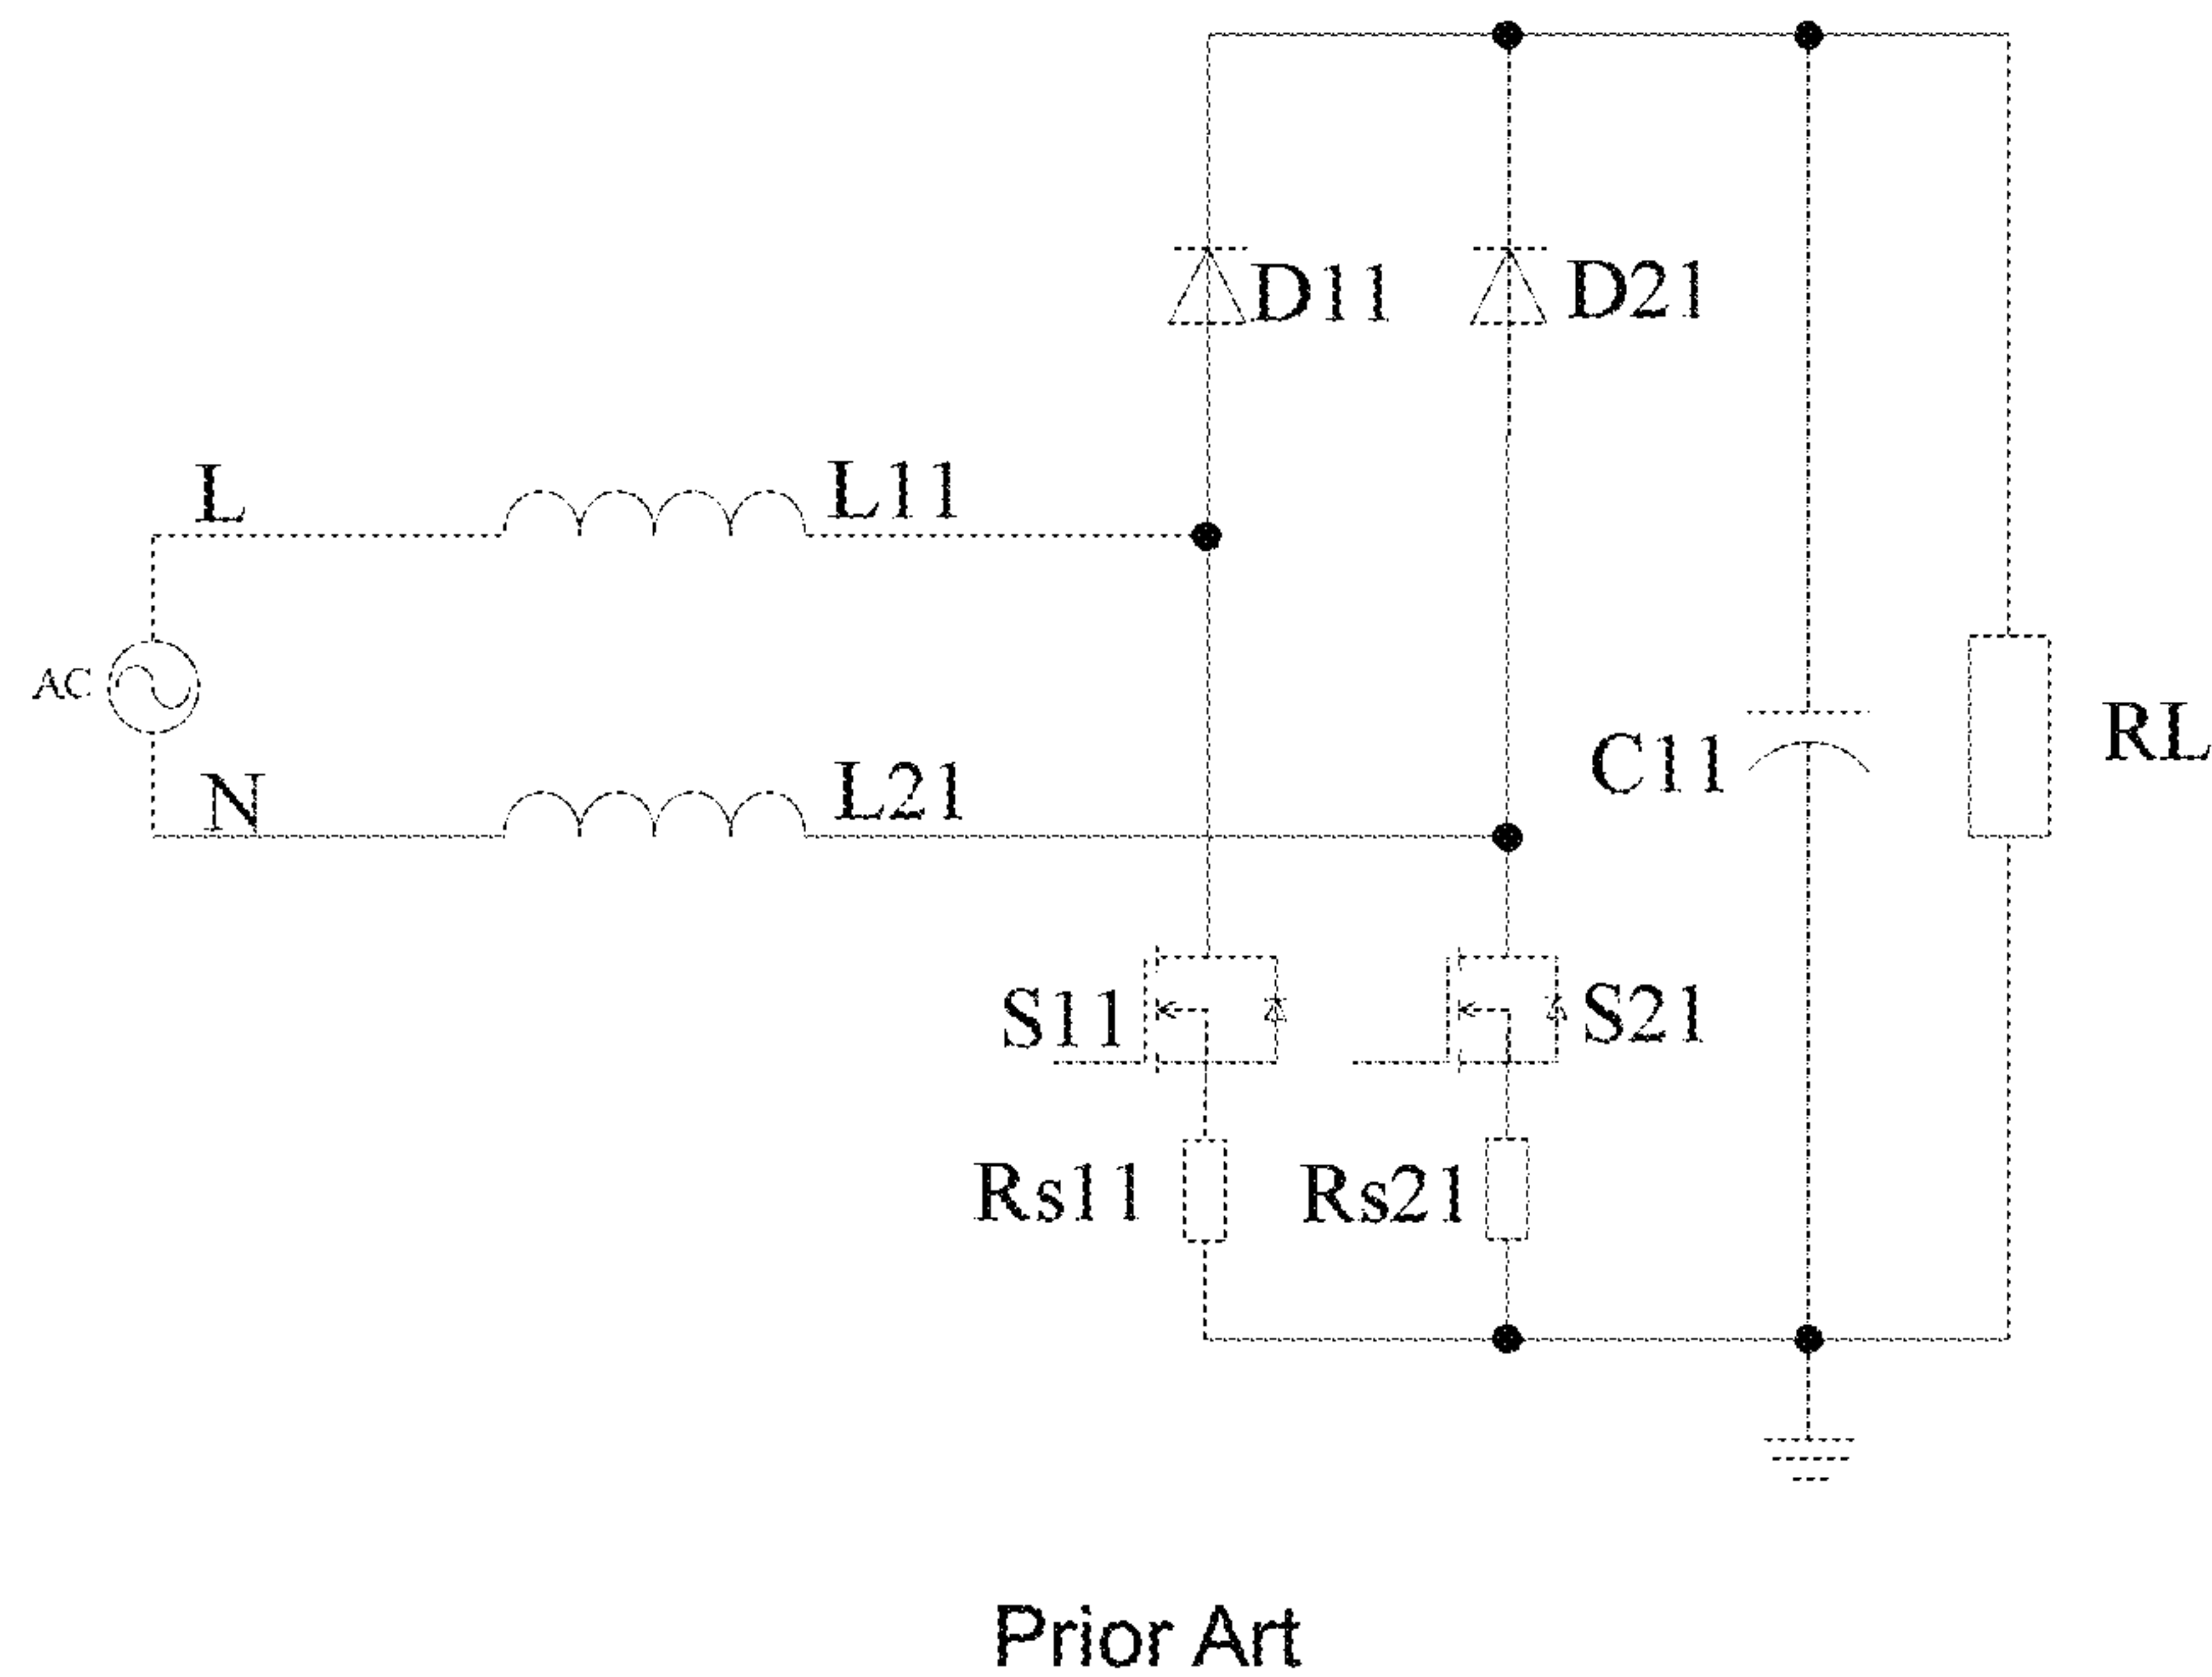 D11
D21
L
L11
AC
RL
C11
N
L21
S11
S21
Rs11
Rs21
Prior Art